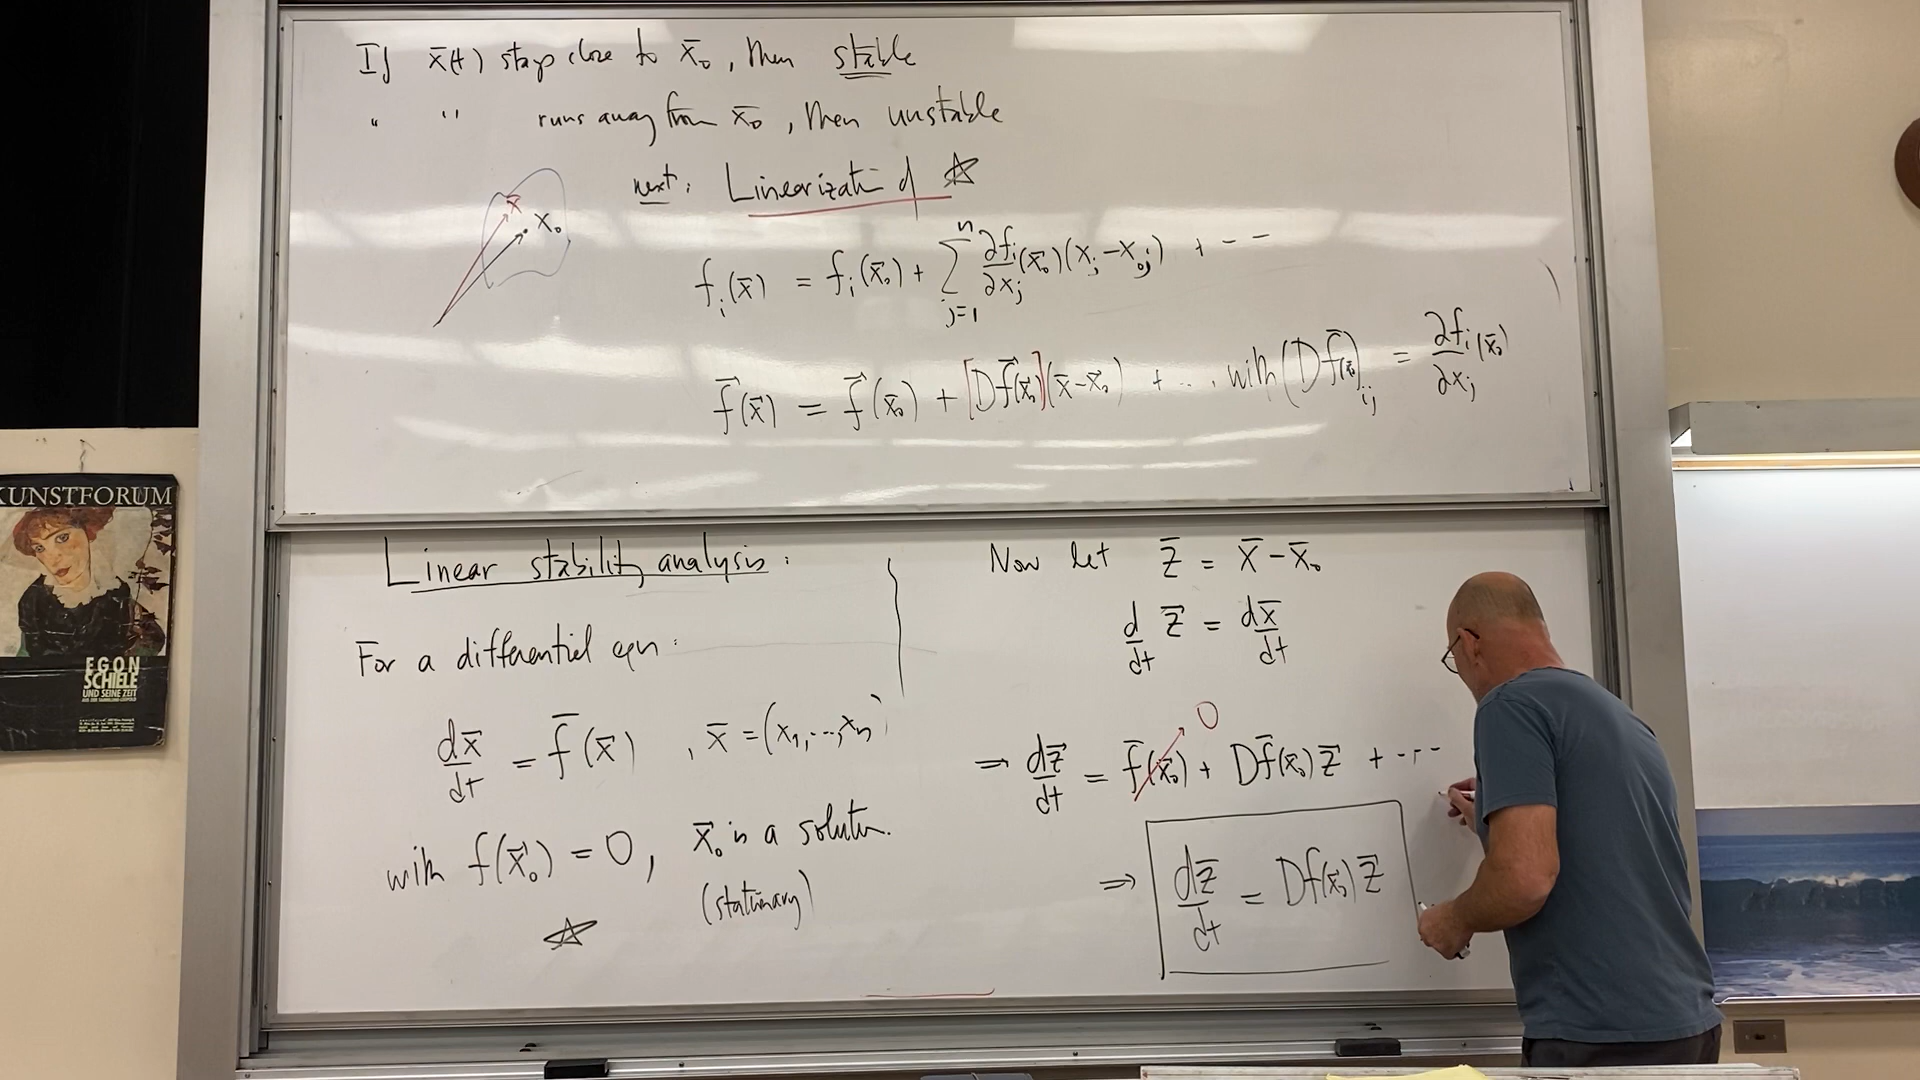 If x̄(t) stays close to x̄₀, then stable
" " runs away from x̄₀, then unstable
next: Linearization of ☆
x̄
x₀
fᵢ(x̄) = fᵢ(x̄₀) + ∑ⱼ₌₁ⁿ ∂fᵢ/∂xⱼ (x̄₀)(xⱼ − x₀ⱼ) + - -
f⃗(x⃗) = f⃗(x̄₀) + [Df⃗(x⃗₀)](x̄ − x⃗₀) + ... , with (Df̄(x̄₀))ᵢⱼ = ∂fᵢ/∂xⱼ (x̄₀)
Linear stability analysis:
For a differential eqn:
dx̄/dt = f̄(x̄) , x̄ = (x₁, ..., xₙ)
with f(x⃗₀) = 0, x̄₀ is a solution.
☆ (stationary)
Now let z̄ = x̄ − x̄₀
d/dt z⃗ = dx̄/dt
0
⇒ dz⃗/dt = f̄(x⃗₀) + Df̄(x̄₀) z̄ + ...
⇒ dz̄/dt = Df(x̄₀) z̄
KUNSTFORUM
EGON
SCHIELE
UND SEINE ZEIT